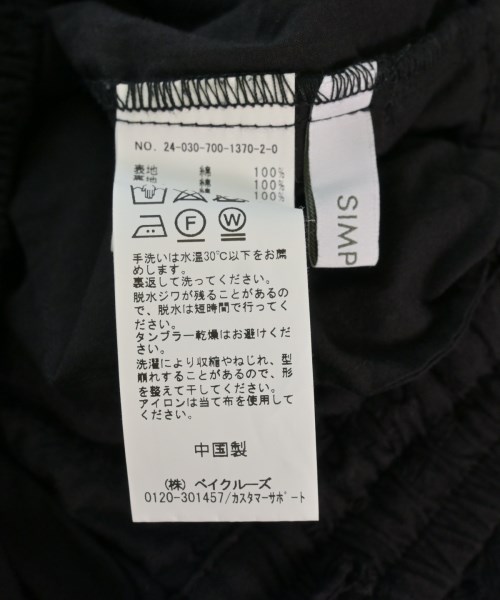 NO. 24-030-700-1370-2-0
表地 綿 100%
裏地 綿 100%
綿 100%
F
W
手洗いは水温30℃以下をお薦
めします。
裏返して洗ってください。
脱水ジワが残ることがあるの
で、脱水は短時間で行ってく
ださい。
タンブラー乾燥はお避けくだ
さい。
洗濯により収縮やねじれ、型
崩れすることがあるので、形
を整えて干してください。
アイロンは当て布を使用して
ください。
中国製
(株) ベイクルーズ
0120-301457/カスタマーサポート
SIMP